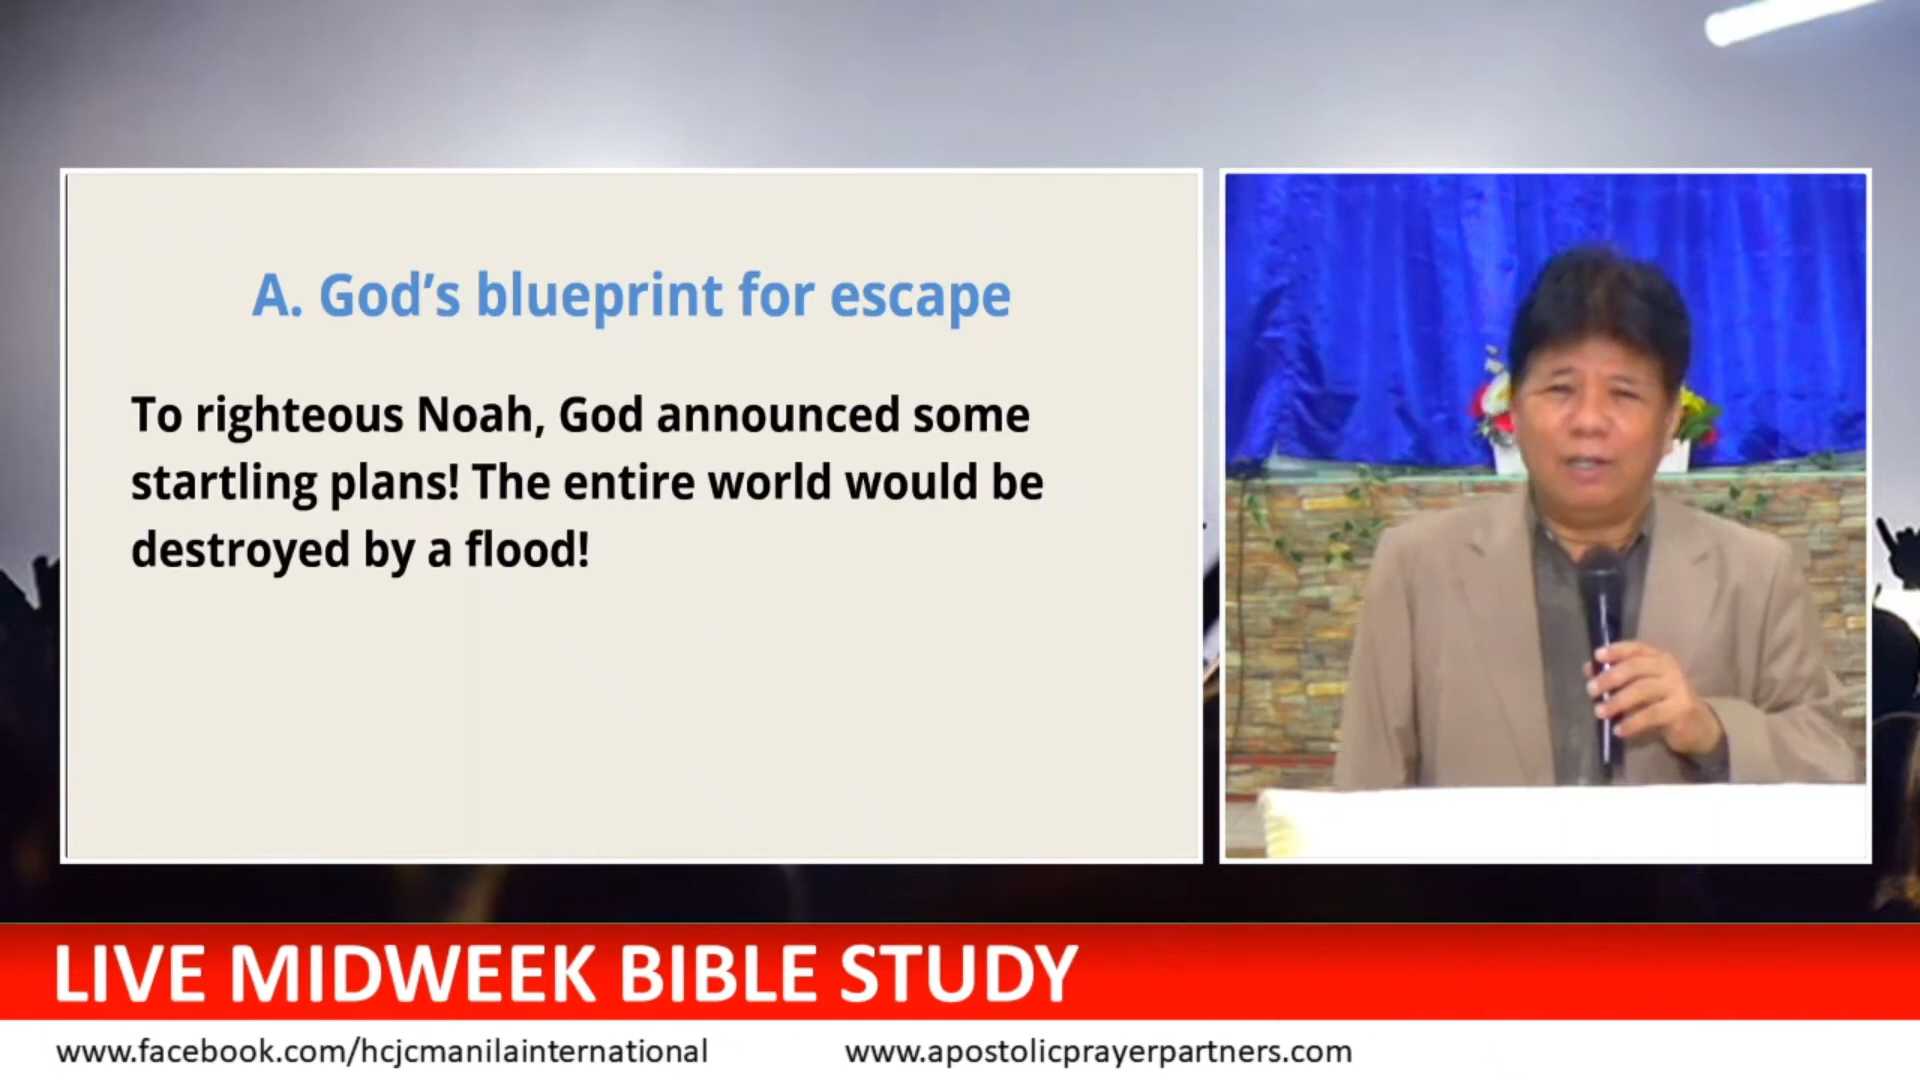 A. God’s blueprint for escape
To righteous Noah, God announced some
startling plans! The entire world would be
destroyed by a flood!
LIVE MIDWEEK BIBLE STUDY
www.facebook.com/hcjcmanilainternational
www.apostolicprayerpartners.com